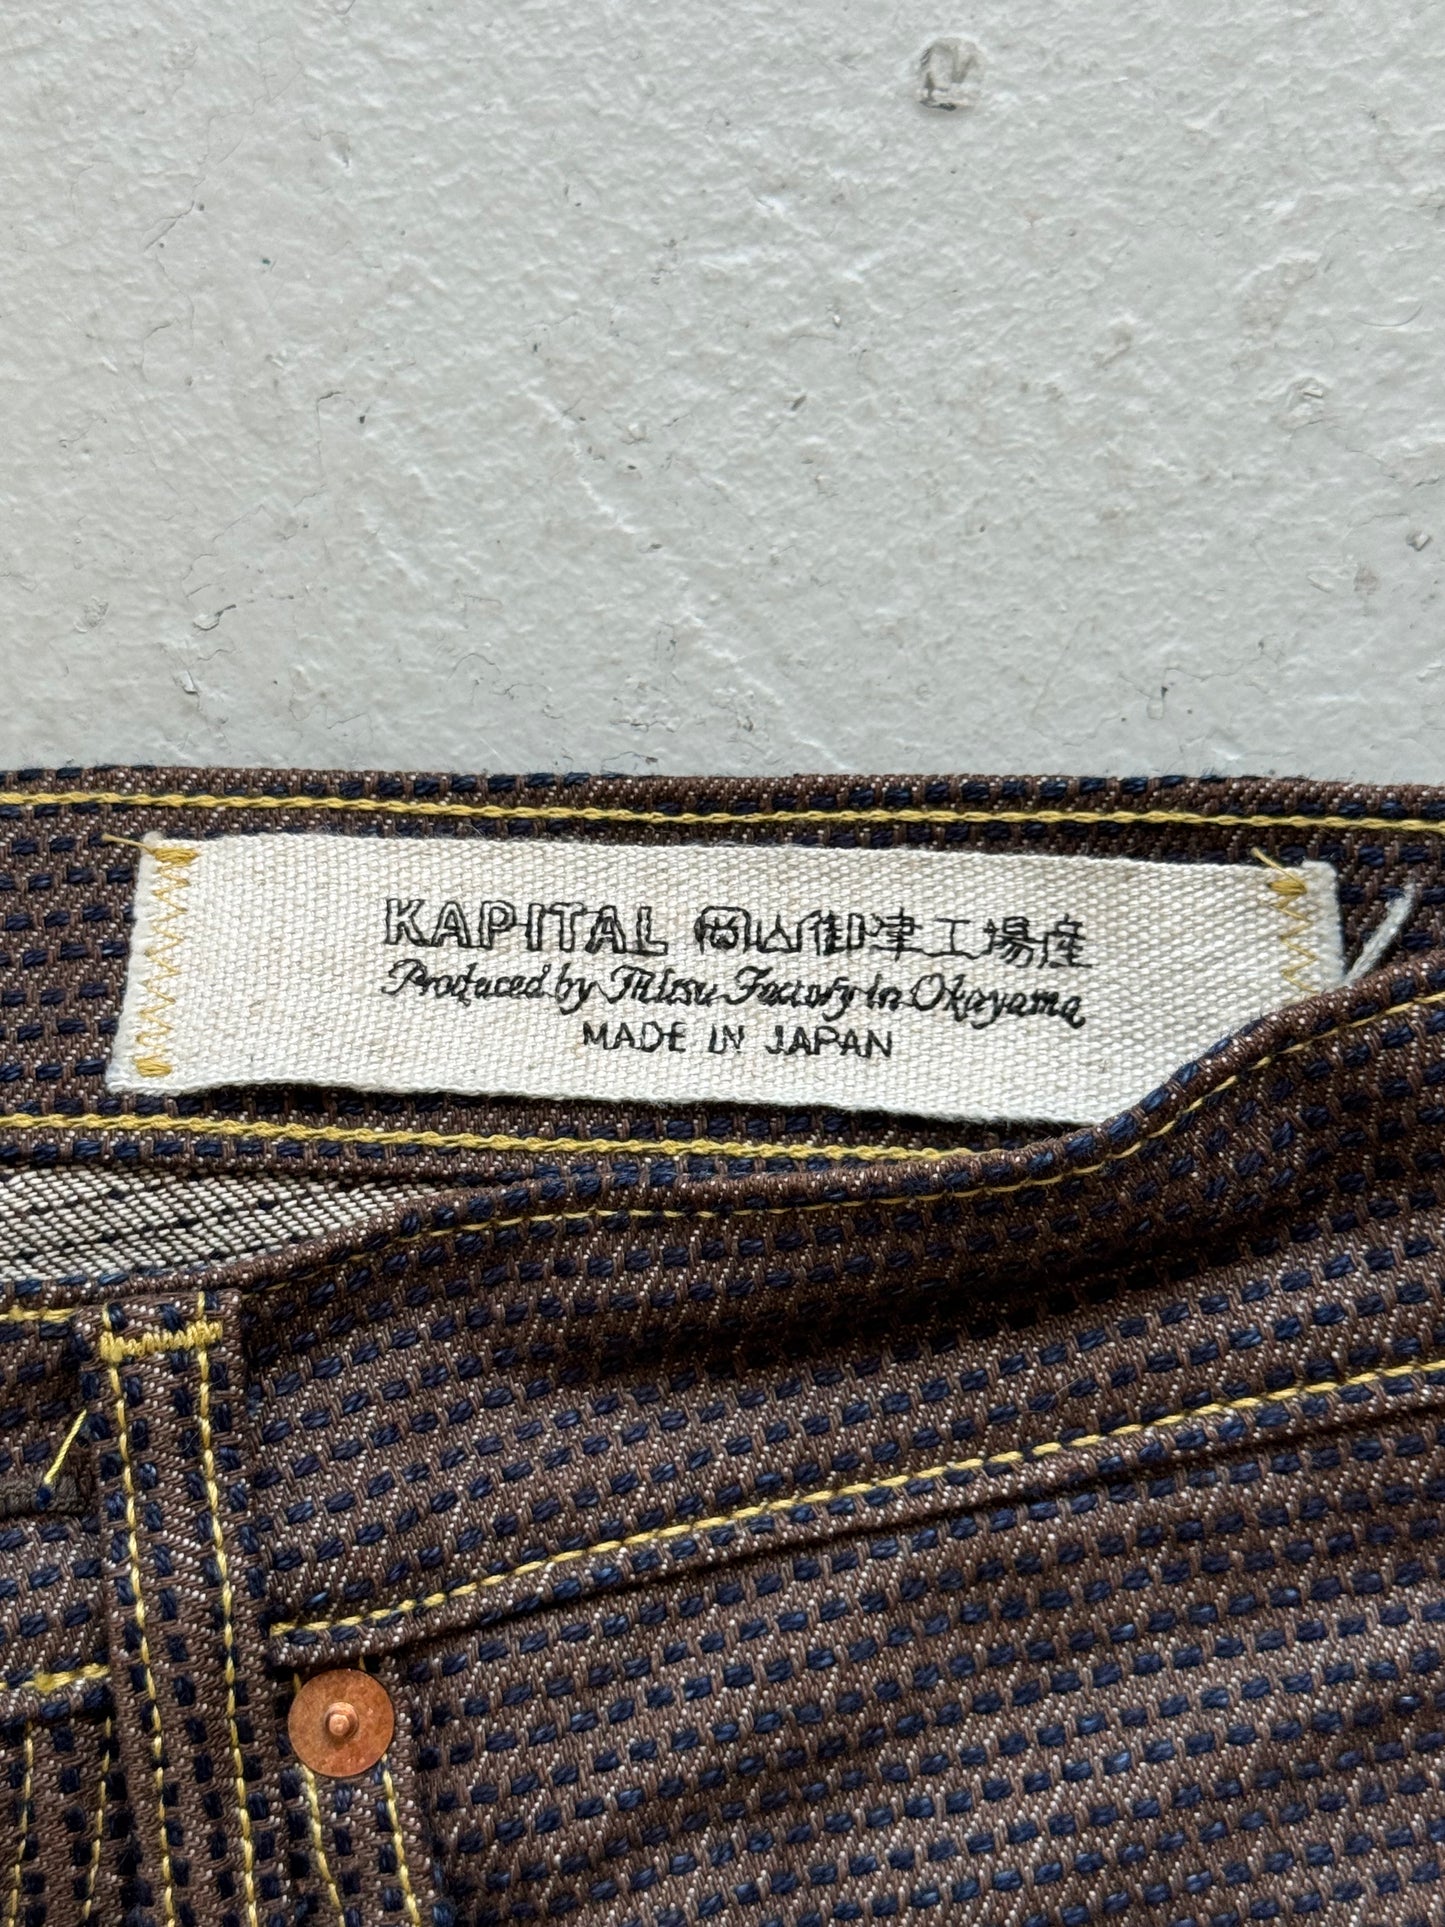 KAPITAL 岡山御津工場産
Produced by Mitsu Factory in Okayama
MADE IN JAPAN